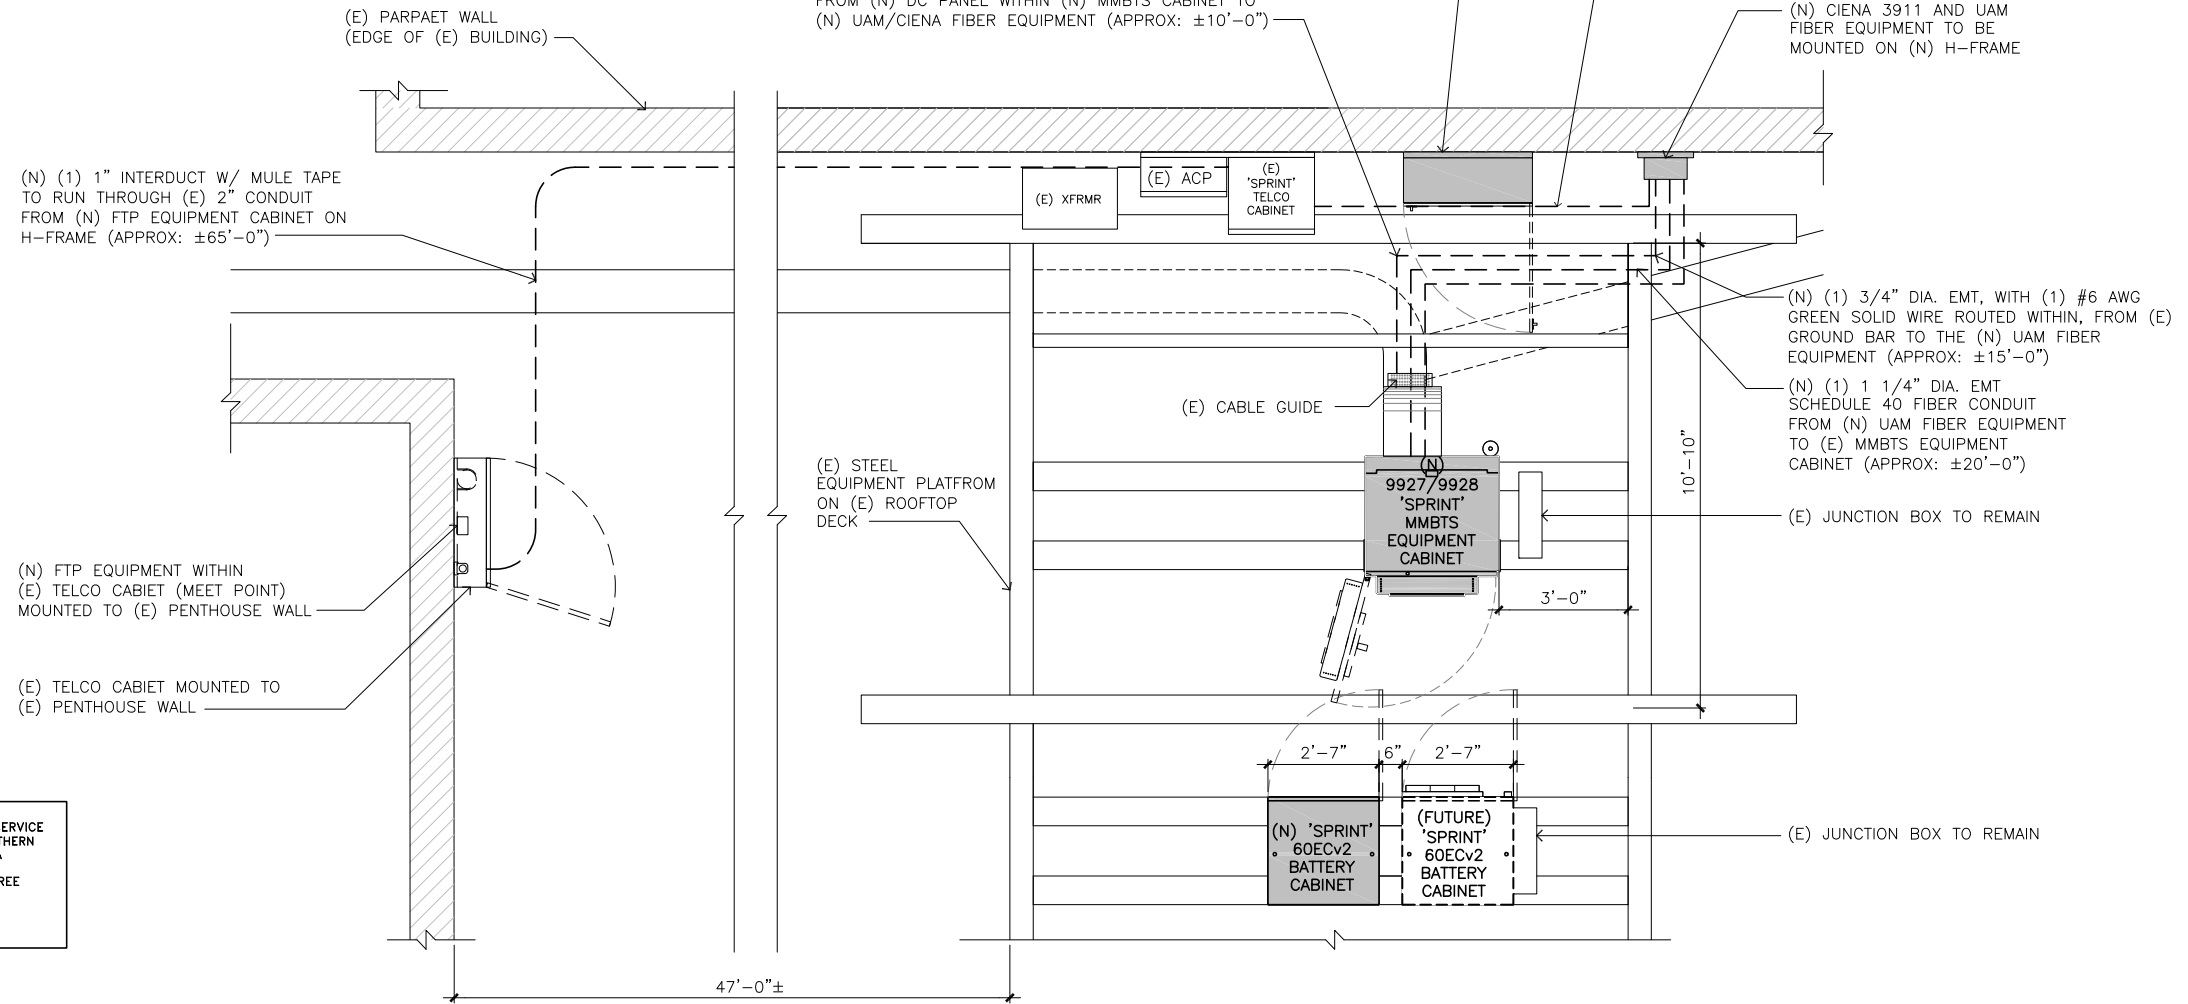 (E) PARPAET WALL
(EDGE OF (E) BUILDING)
FROM (N) DC PANEL WITHIN (N) MMBTS CABINET TO
(N) UAM/CIENA FIBER EQUIPMENT (APPROX: ±10'-0")
(N) CIENA 3911 AND UAM
FIBER EQUIPMENT TO BE
MOUNTED ON (N) H-FRAME
(N) (1) 1" INTERDUCT W/ MULE TAPE
TO RUN THROUGH (E) 2" CONDUIT
FROM (N) FTP EQUIPMENT CABINET ON
H-FRAME (APPROX: ±65'-0")
(E) XFRMR
(E) ACP
(E)
'SPRINT'
TELCO
CABINET
(N) (1) 3/4" DIA. EMT, WITH (1) #6 AWG
GREEN SOLID WIRE ROUTED WITHIN, FROM (E)
GROUND BAR TO THE (N) UAM FIBER
EQUIPMENT (APPROX: ±15'-0")
(N) (1) 1 1/4" DIA. EMT
SCHEDULE 40 FIBER CONDUIT
FROM (N) UAM FIBER EQUIPMENT
TO (E) MMBTS EQUIPMENT
CABINET (APPROX: ±20'-0")
(E) CABLE GUIDE
10'-10"
(E) STEEL
EQUIPMENT PLATFROM
ON (E) ROOFTOP
DECK
(N)
9927/9928
'SPRINT'
MMBTS
EQUIPMENT
CABINET
(E) JUNCTION BOX TO REMAIN
3'-0"
(N) FTP EQUIPMENT WITHIN
(E) TELCO CABIET (MEET POINT)
MOUNTED TO (E) PENTHOUSE WALL
(E) TELCO CABIET MOUNTED TO
(E) PENTHOUSE WALL
2'-7" 6" 2'-7"
(N) 'SPRINT'
60ECv2
BATTERY
CABINET
(FUTURE)
'SPRINT'
60ECv2
BATTERY
CABINET
(E) JUNCTION BOX TO REMAIN
47'-0"±